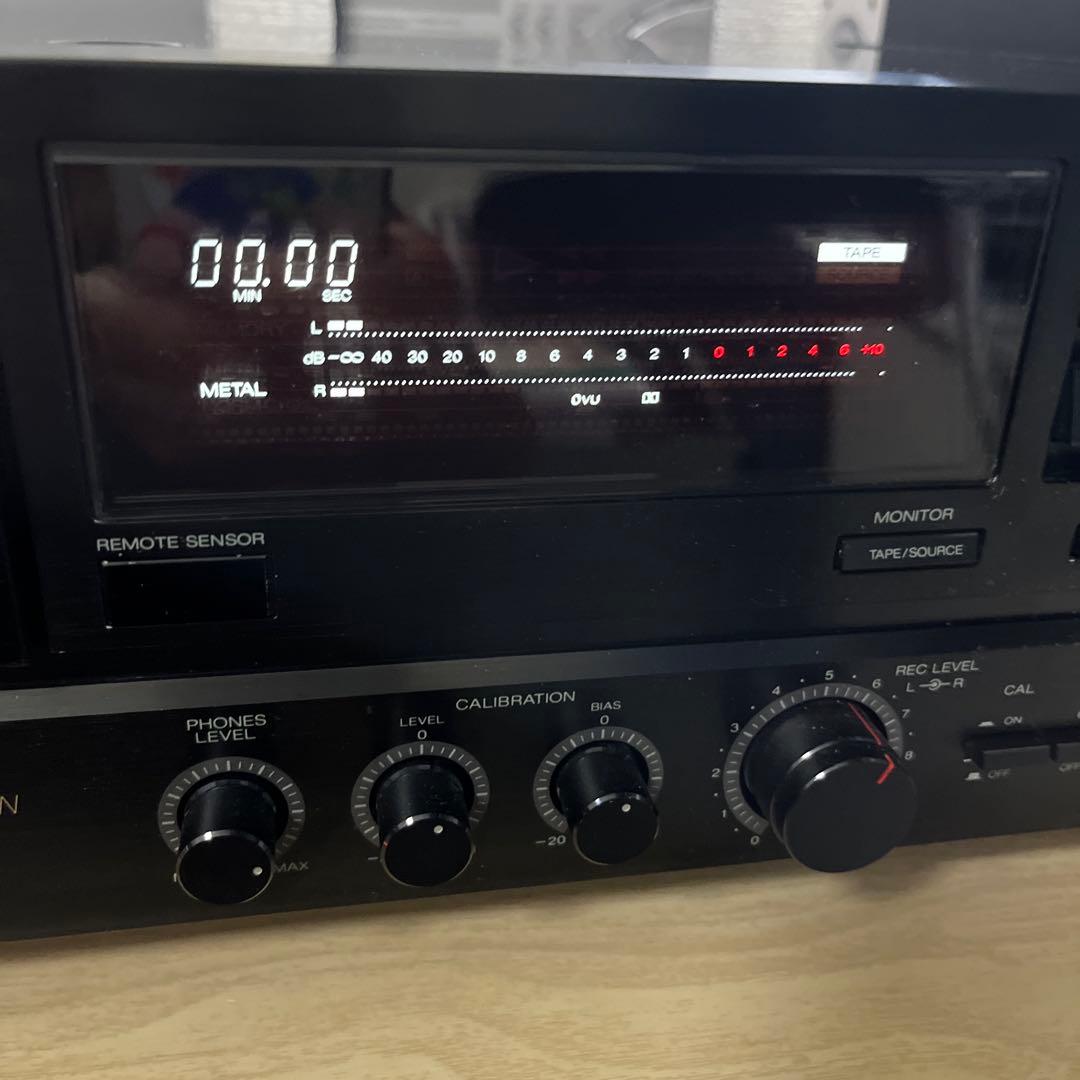 00.00
MIN SEC
TAPE
L
dB -∞ 40 30 20 10 8 6 4 3 2 1 0 1 2 4 6 +10
METAL
R
0VU
REMOTE SENSOR
MONITOR
TAPE/SOURCE
PHONES
LEVEL
MAX
CALIBRATION
LEVEL
0
BIAS
0
-20
REC LEVEL
L R
0 1 2 3 4 5 6 7 8
CAL
ON
OFF
OFF
N